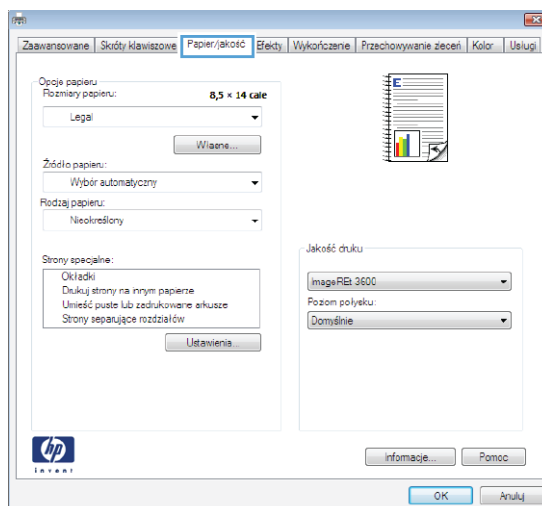 Zaawansowane Skróty klawiszowe Papier/jakość Efekty Wykończenie Przechowywanie zleceń Kolor Usługi
Opcje papieru
Rozmiary papieru: 8,5 × 14 cale
Legal
Własne...
Źródło papieru:
Wybór automatyczny
Rodzaj papieru:
Nieokreślony
Strony specjalne:
Okładki
Drukuj strony na innym papierze
Umieść puste lub zadrukowane arkusze
Strony separujące rozdziałów
Ustawienia...
E
Jakość druku
ImageREt 3600
Poziom połysku:
Domyślnie
hp
invent
Informacje... Pomoc
OK Anuluj